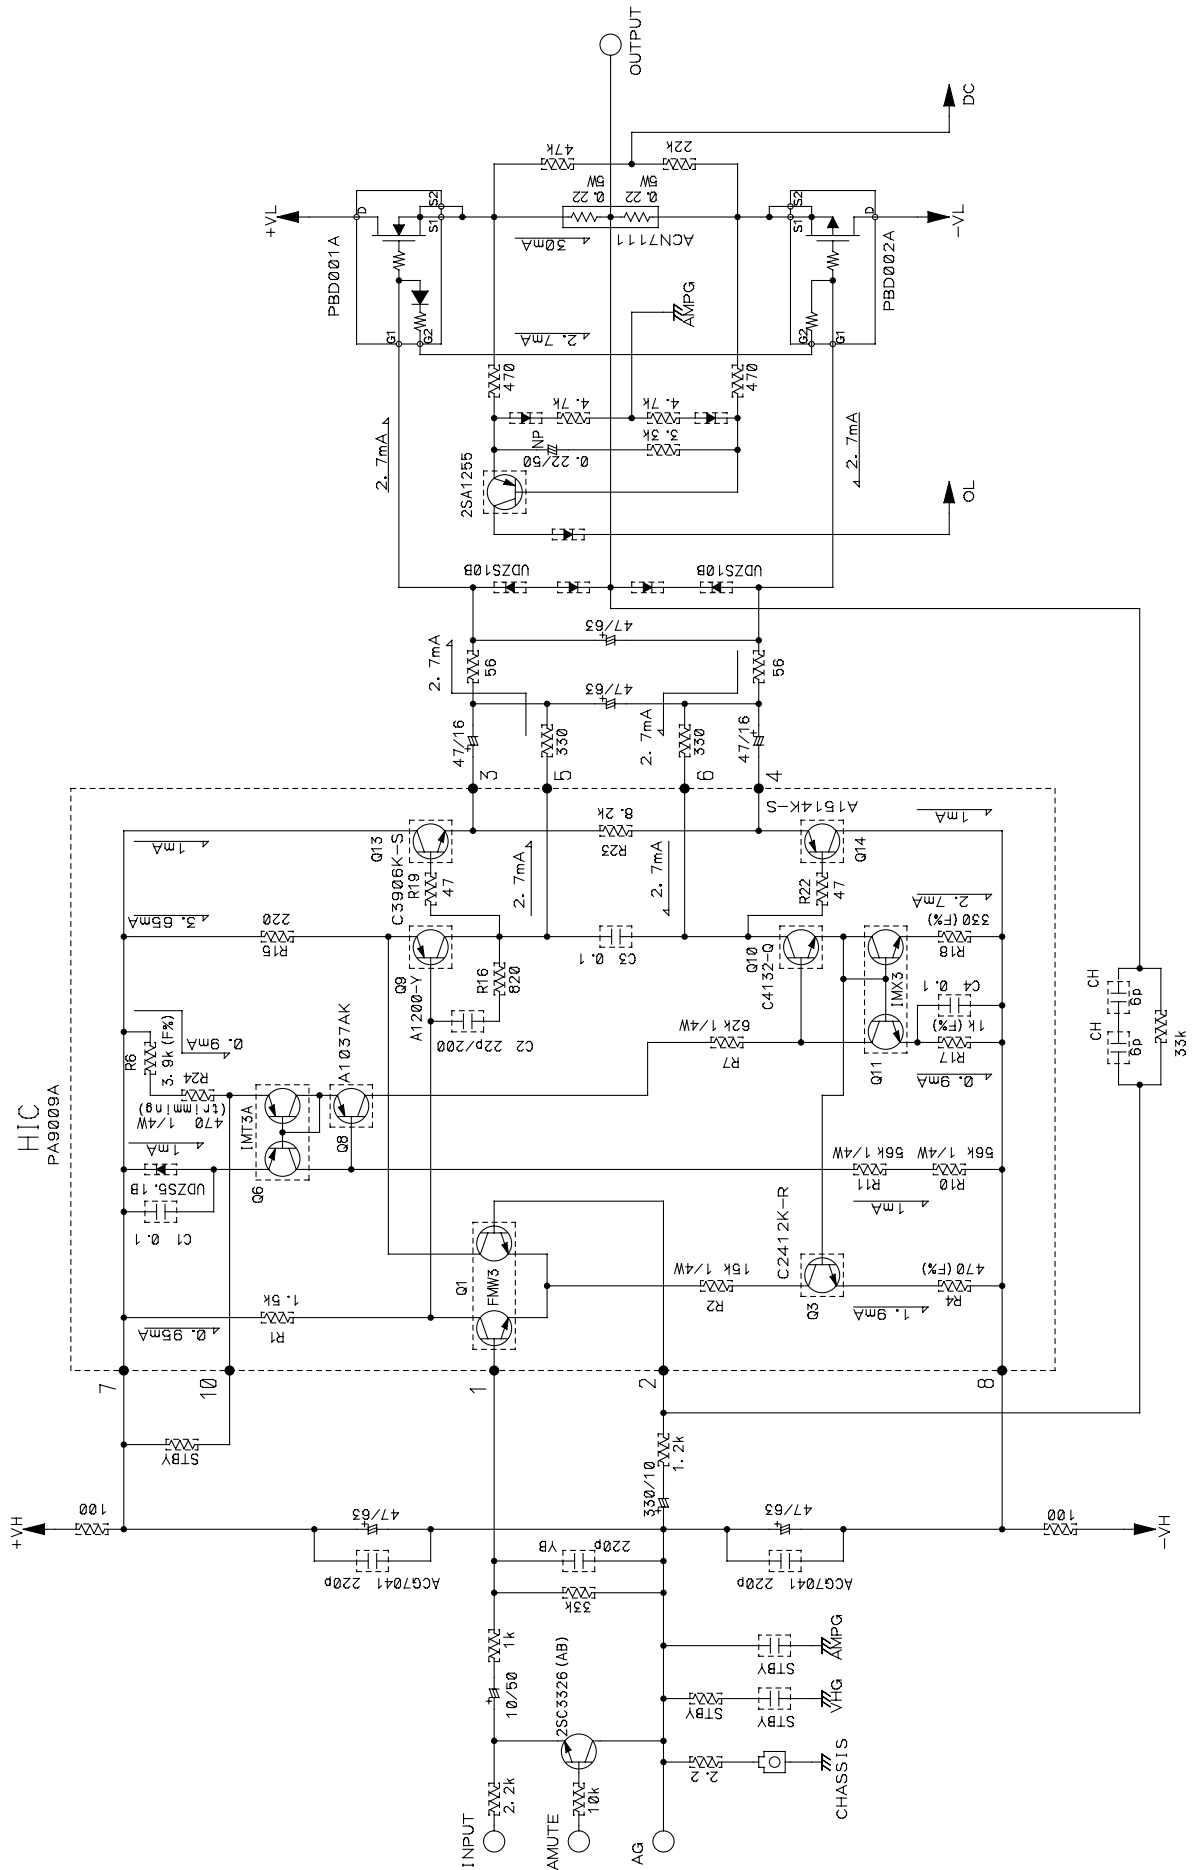 OUTPUT
DC
+VL
D
PBD001A
S1
S2
G1
G2
47k
22k
0.22
5W
0.22
5W
30mA
ACN7111
AMPG
2.7mA
-VL
D
PBD002A
S1
S2
G2
G1
470
470
4.7k
4.7k
NP
0.22/50
3.3k
2.7mA
2.7mA
2SA1255
OL
UDZS10B
UDZS10B
47/63
2.7mA
56
56
47/63
2.7mA
47/16
330
330
47/16
3
5
6
4
HIC
PA9009A
1mA
Q13
C3906K-S
R19
47
R23
8.2k
A1514K-S
Q14
R22
47
1mA
3.65mA
R15
220
Q9
A1200-Y
R16
820
2.7mA
C3 0.1
2.7mA
Q10
C4132-Q
IMX3
R18
330(F%)
2.7mA
C4
0.1
C2 22p/200
R6
3.9k(F%)
0.9mA
R24
470 1/4W
(trimming)
IMT3A
A1037AK
Q8
R7
62k 1/4W
Q11
R17
1k(F%)
0.9mA
1mA
UDZS5.1B
C1 0.1
Q6
R11
56k 1/4W
R10
56k 1/4W
1mA
Q1
FMW3
R2
15k 1/4W
C2412K-R
Q3
R4
470(F%)
1.9mA
R1
1.5k
0.95mA
7
10
1
2
8
CH
6p
CH
6p
33k
STBY
+VH
100
47/63
220p
ACG7041
220p
YB
330/10
1.2k
47/63
220p
ACG7041
100
-VH
33k
1k
10/50
2SC3326(AB)
2.2k
10k
STBY
AMPG
STBY
STBY
VHG
2.2
CHASSIS
INPUT
AMUTE
AG